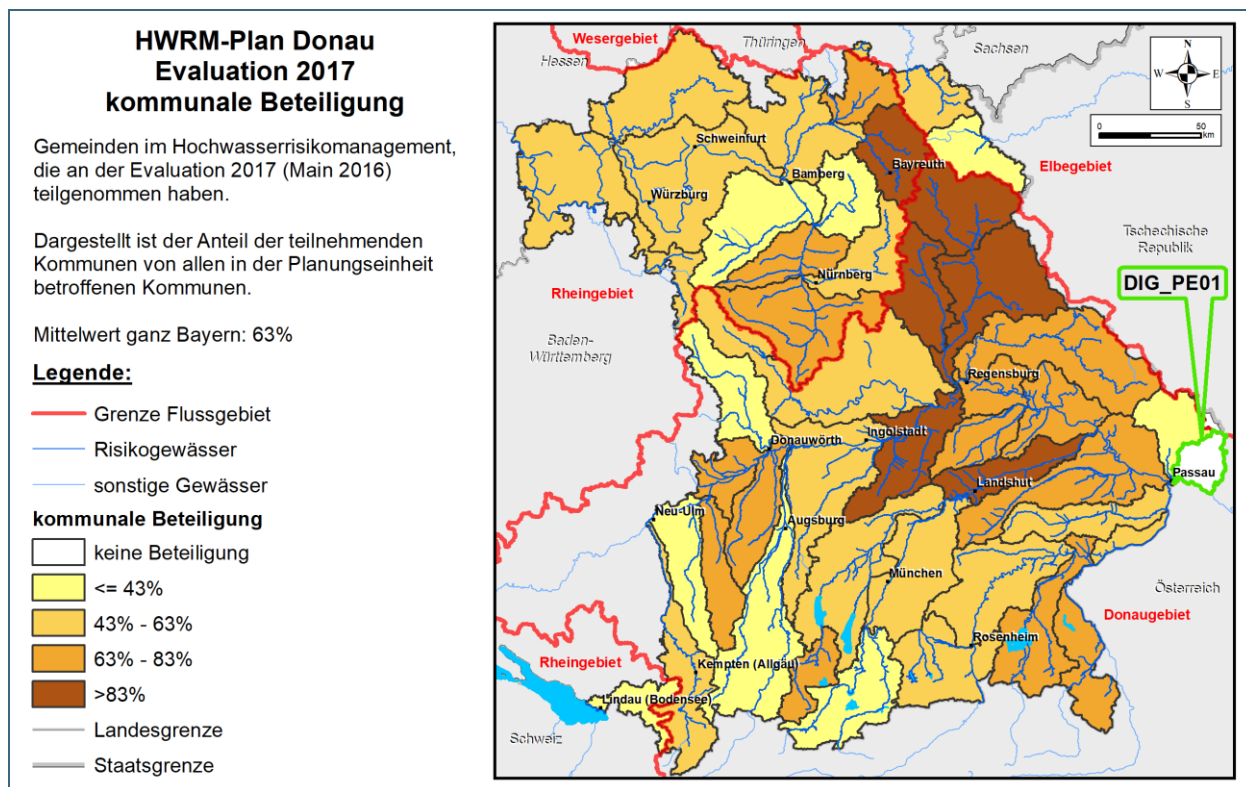 HWRM-Plan Donau
Evaluation 2017
kommunale Beteiligung
Gemeinden im Hochwasserrisikomanagement,
die an der Evaluation 2017 (Main 2016)
teilgenommen haben.
Dargestellt ist der Anteil der teilnehmenden
Kommunen von allen in der Planungseinheit
betroffenen Kommunen.
Mittelwert ganz Bayern: 63%
Legende:
Grenze Flussgebiet
Risikogewässer
sonstige Gewässer
kommunale Beteiligung
keine Beteiligung
<= 43%
43% - 63%
63% - 83%
>83%
Landesgrenze
Staatsgrenze
Wesergebiet
Thüringen
Sachsen
Hessen
N
W E
S
0 50
km
Schweinfurt
Bayreuth
Elbegebiet
Bamberg
Würzburg
Tschechische
Republik
Nürnberg
DIG_PE01
Rheingebiet
Baden-
Württemberg
Regensburg
Ingolstadt
Donauwörth
Passau
Landshut
Neu-Ulm
Augsburg
München
Österreich
Donaugebiet
Rosenheim
Rheingebiet
Kempten (Allgäu)
Lindau (Bodensee)
Schweiz